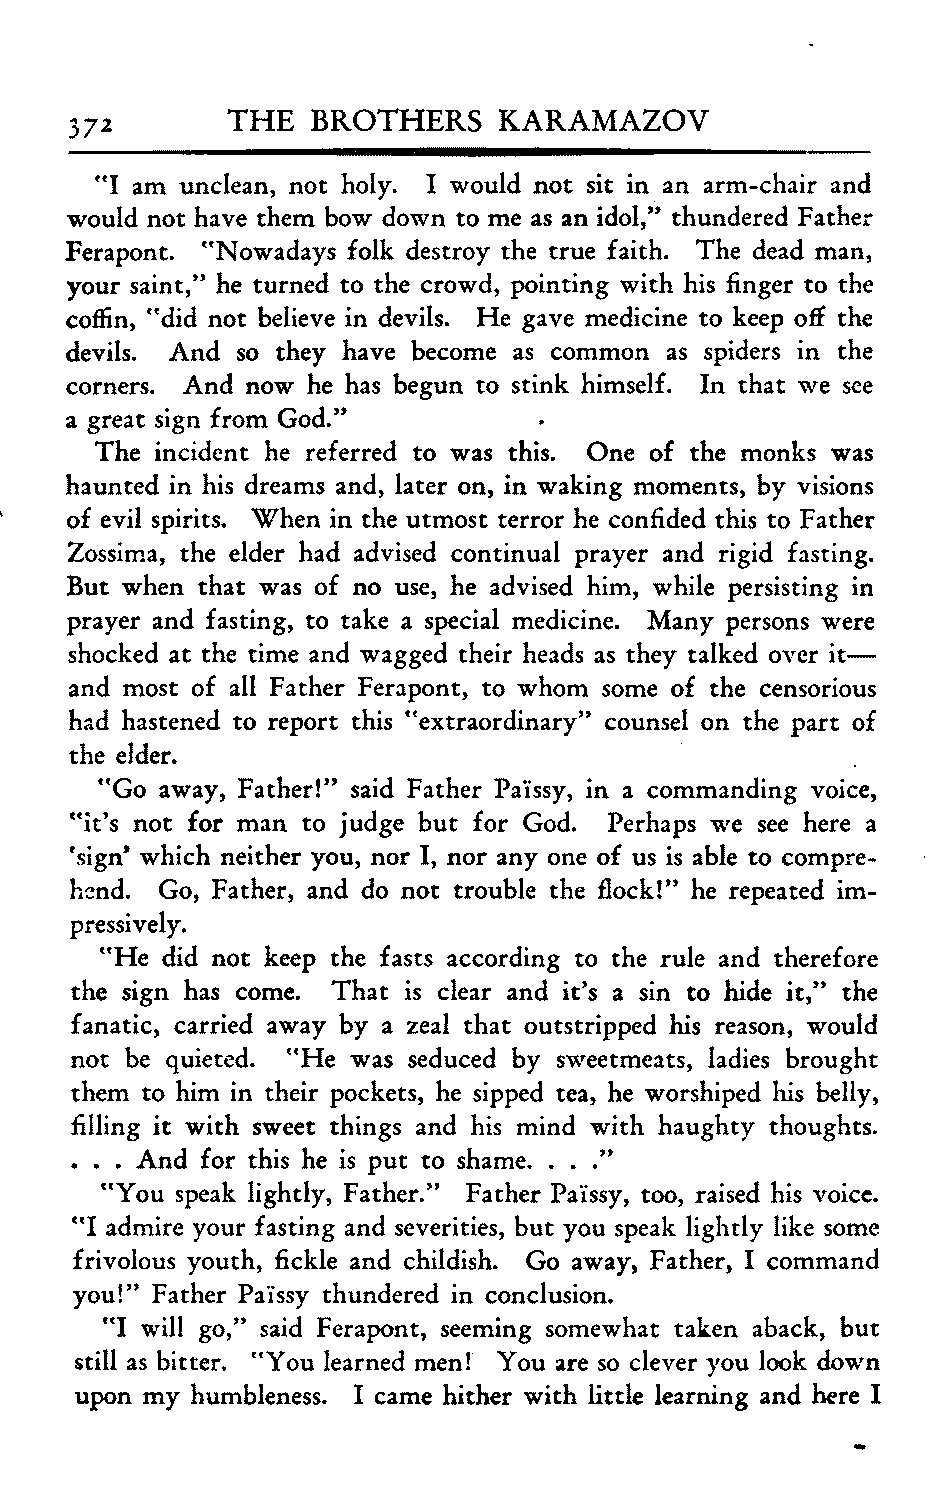 372 THE BROTHERS KARAMAZOV
"I am unclean, not holy. I would not sit in an arm-chair and
would not have them bow down to me as an idol," thundered Father
Ferapont. "Nowadays folk destroy the true faith. The dead man,
your saint," he turned to the crowd, pointing with his finger to the
coffin, "did not believe in devils. He gave medicine to keep off the
devils. And so they have become as common as spiders in the
corners. And now he has begun to stink himself. In that we see
a great sign from God."
The incident he referred to was this. One of the monks was
haunted in his dreams and, later on, in waking moments, by visions
of evil spirits. When in the utmost terror he confided this to Father
Zossima, the elder had advised continual prayer and rigid fasting.
But when that was of no use, he advised him, while persisting in
prayer and fasting, to take a special medicine. Many persons were
shocked at the time and wagged their heads as they talked over it—
and most of all Father Ferapont, to whom some of the censorious
had hastened to report this "extraordinary" counsel on the part of
the elder.
"Go away, Father!" said Father Païssy, in a commanding voice,
"it's not for man to judge but for God. Perhaps we see here a
'sign' which neither you, nor I, nor any one of us is able to compre-
hend. Go, Father, and do not trouble the flock!" he repeated im-
pressively.
"He did not keep the fasts according to the rule and therefore
the sign has come. That is clear and it's a sin to hide it," the
fanatic, carried away by a zeal that outstripped his reason, would
not be quieted. "He was seduced by sweetmeats, ladies brought
them to him in their pockets, he sipped tea, he worshiped his belly,
filling it with sweet things and his mind with haughty thoughts.
. . . And for this he is put to shame. . . ."
"You speak lightly, Father." Father Païssy, too, raised his voice.
"I admire your fasting and severities, but you speak lightly like some
frivolous youth, fickle and childish. Go away, Father, I command
you!" Father Païssy thundered in conclusion.
"I will go," said Ferapont, seeming somewhat taken aback, but
still as bitter. "You learned men! You are so clever you look down
upon my humbleness. I came hither with little learning and here I